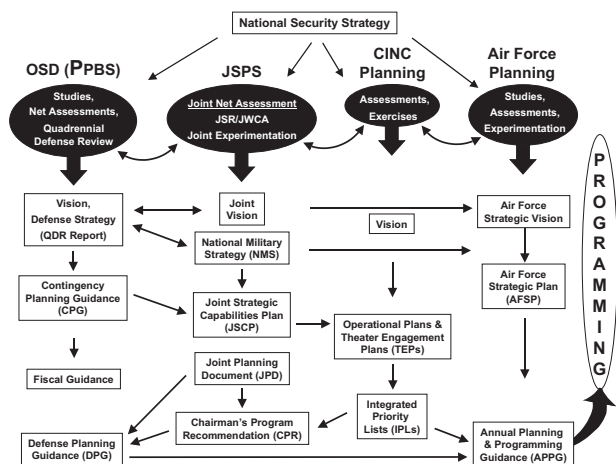 National Security Strategy
OSD (PPBS)
JSPS
CINC
Planning
Air Force
Planning
Studies,
Net Assessments,
Quadrennial
Defense Review
Joint Net Assessment
JSR/JWCA
Joint Experimentation
Assessments,
Exercises
Studies,
Assessments,
Experimentation
Vision,
Defense Strategy
(QDR Report)
Joint
Vision
Vision
Air Force
Strategic Vision
National Military
Strategy (NMS)
Contingency
Planning Guidance
(CPG)
Joint Strategic
Capabilities Plan
(JSCP)
Air Force
Strategic Plan
(AFSP)
Operational Plans &
Theater Engagement
Plans (TEPs)
Fiscal Guidance
Joint Planning
Document (JPD)
Chairman's Program
Recommendation (CPR)
Integrated
Priority
Lists (IPLs)
Defense Planning
Guidance (DPG)
Annual Planning
& Programming
Guidance (APPG)
PROGRAMMING